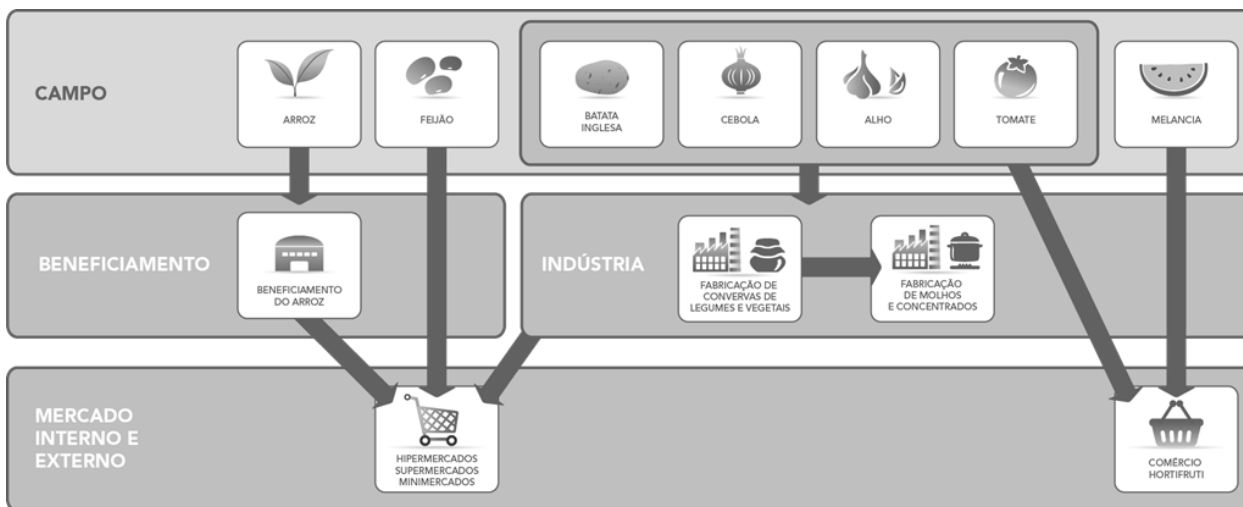 CAMPO
ARROZ
FEIJÃO
BATATA
INGLESA
CEBOLA
ALHO
TOMATE
MELANCIA
BENEFICIAMENTO
BENEFICIAMENTO
DO ARROZ
INDÚSTRIA
FABRICAÇÃO DE
CONVERVAS DE
LEGUMES E VEGETAIS
FABRICAÇÃO
DE MOLHOS
E CONCENTRADOS
MERCADO
INTERNO E
EXTERNO
HIPERMERCADOS
SUPERMERCADOS
MINIMERCADOS
COMÉRCIO
HORTIFRUTI